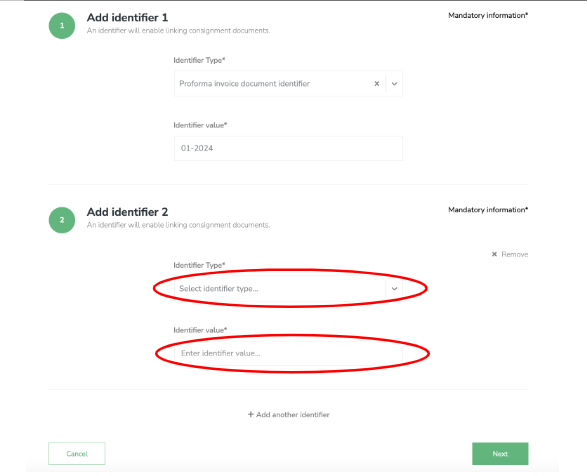 1
Add identifier 1
Mandatory information*
An identifier will enable linking consignment documents.
Identifier Type*
Proforma invoice document identifier
Identifier value*
01-2024
2
Add identifier 2
Mandatory information*
An identifier will enable linking consignment documents.
× Remove
Identifier Type*
Select identifier type...
Identifier value*
Enter identifier value...
+ Add another identifier
Cancel
Next